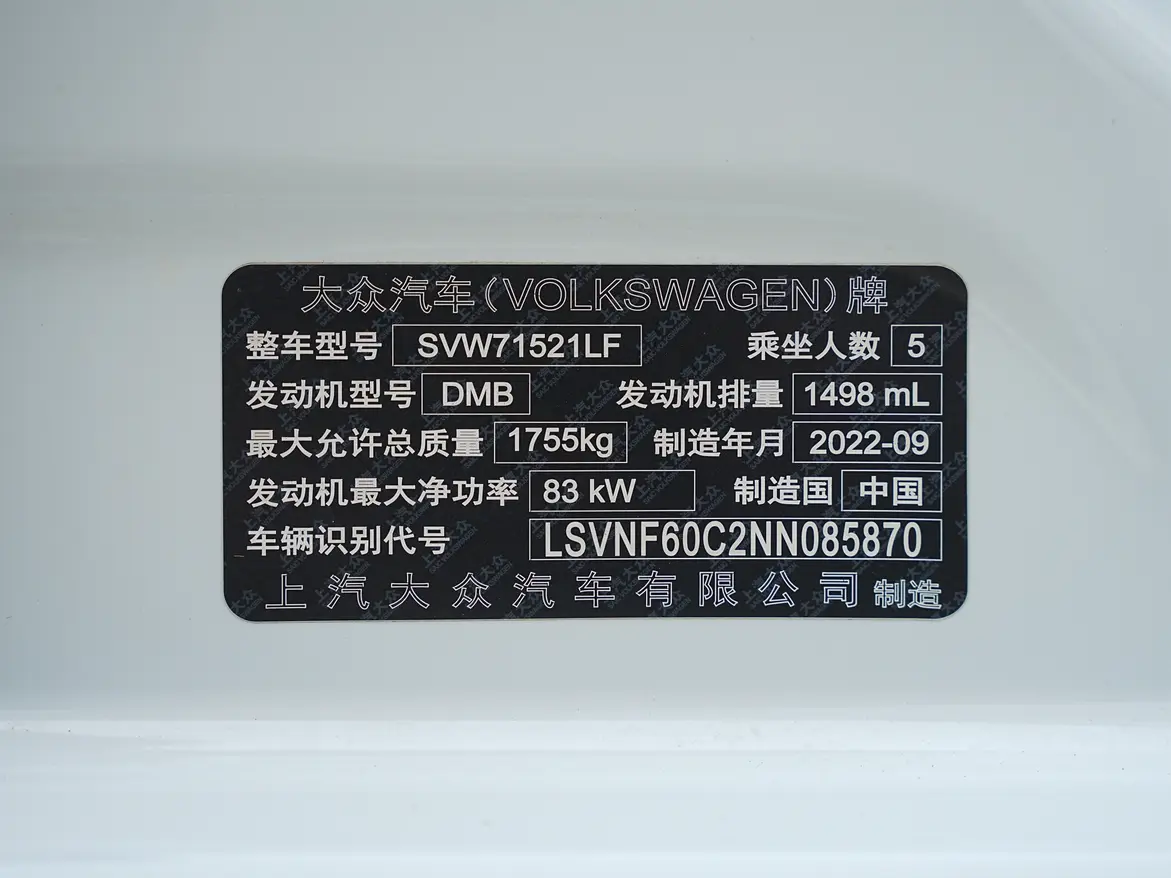 大众汽车(VOLKSWAGEN)牌
整车型号 SVW71521LF 乘坐人数 5
发动机型号 DMB 发动机排量 1498 mL
最大允许总质量 1755kg 制造年月 2022-09
发动机最大净功率 83 kW 制造国 中国
车辆识别代号 LSVNF60C2NN085870
上汽大众汽车有限公司 制造